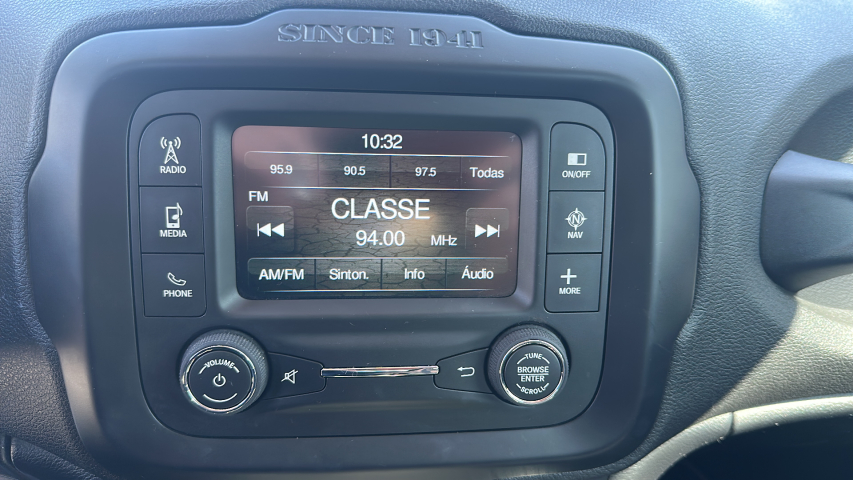 SINCE 1941
10:32
95.9 90.5 97.5 Todas
FM
CLASSE
94.00 MHz
AM/FM Sinton. Info Áudio
RADIO
MEDIA
PHONE
ON/OFF
N
NAV
MORE
VOLUME
TUNE
BROWSE
ENTER
SCROLL